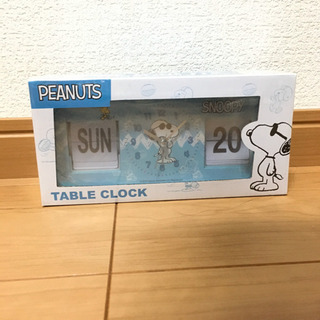 PEANUTS
SNOOPY
SUN
20
TABLE CLOCK